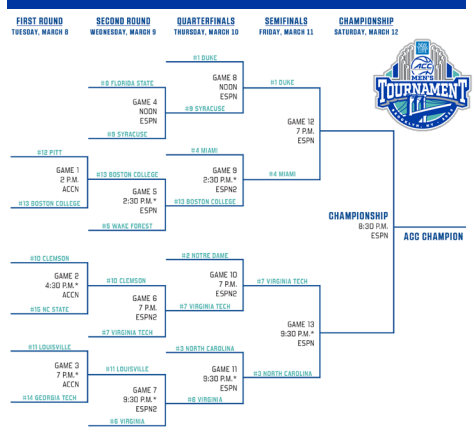 FIRST ROUND
TUESDAY, MARCH 8
SECOND ROUND
WEDNESDAY, MARCH 9
QUARTERFINALS
THURSDAY, MARCH 10
SEMIFINALS
FRIDAY, MARCH 11
CHAMPIONSHIP
SATURDAY, MARCH 12
ACC
MEN'S
TOURNAMENT
#1 DUKE
GAME 8
NOON
ESPN
#9 SYRACUSE
#8 FLORIDA STATE
GAME 4
NOON
ESPN
#9 SYRACUSE
#1 DUKE
GAME 12
7 P.M.
ESPN
#4 MIAMI
#12 PITT
GAME 1
2 P.M.
ACCN
#13 BOSTON COLLEGE
#13 BOSTON COLLEGE
GAME 5
2:30 P.M.*
ESPN
#5 WAKE FOREST
#4 MIAMI
GAME 9
2:30 P.M.*
ESPN2
#13 BOSTON COLLEGE
CHAMPIONSHIP
8:30 P.M.
ESPN
ACC CHAMPION
#10 CLEMSON
GAME 2
4:30 P.M.*
ACCN
#15 NC STATE
#10 CLEMSON
GAME 6
7 P.M.
ESPN2
#7 VIRGINIA TECH
#2 NOTRE DAME
GAME 10
7 P.M.
ESPN2
#7 VIRGINIA TECH
#7 VIRGINIA TECH
GAME 13
9:30 P.M.*
ESPN
#3 NORTH CAROLINA
#11 LOUISVILLE
GAME 3
7 P.M.*
ACCN
#14 GEORGIA TECH
#11 LOUISVILLE
GAME 7
9:30 P.M.*
ESPN2
#6 VIRGINIA
#3 NORTH CAROLINA
GAME 11
9:30 P.M.*
ESPN
#6 VIRGINIA